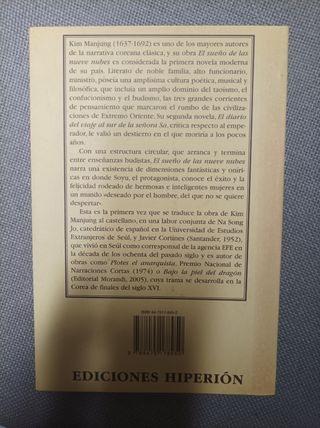 Kim Manjung (1637-1692) es uno de los mayores autores
de la narrativa coreana clásica, y su obra El sueño de las
nueve nubes es considerada la primera novela moderna
de su país. Literato de noble familia, alto funcionario,
ministro, poseía una amplísima cultura poética, musical y
filosófica, que incluía un amplio dominio del taoísmo, el
confucionismo y el budismo, las tres grandes corrientes
de pensamiento que marcaron el rumbo de las civilizacio-
nes de Extremo Oriente. Su segunda novela, El diario
del viaje al sur de la señora Sa, crítica respecto al empe-
rador, le valió un destierro en el que moriría a los pocos
años.
Con una estructura circular, que arranca y termina
entre enseñanzas budistas, El sueño de las nueve nubes
narra una existencia de dimensiones fantásticas y oníri-
cas en donde Soyu, el protagonista, conoce el éxito y la
felicidad rodeado de hermosas e inteligentes mujeres en
un mundo «deseado por el hombre, del que no se quiere
despertar».
Esta es la primera vez que se traduce la obra de Kim
Manjung al castellano, en una labor conjunta de Na Song
Jo, catedrático de español en la Universidad de Estudios
Extranjeros de Seúl, y Javier Cortines (Santander, 1952),
que vivió en Seúl como corresponsal de la agencia EFE en
la década de los ochenta del pasado siglo y es autor de
obras como Plotes el anarquista, Premio Nacional de
Narraciones Cortas (1974) o Bajo la piel del dragón
(Editorial Morandi, 2005), cuya trama se desarrolla en la
Corea de finales del siglo XVI.
EDICIONES HIPERIÓN